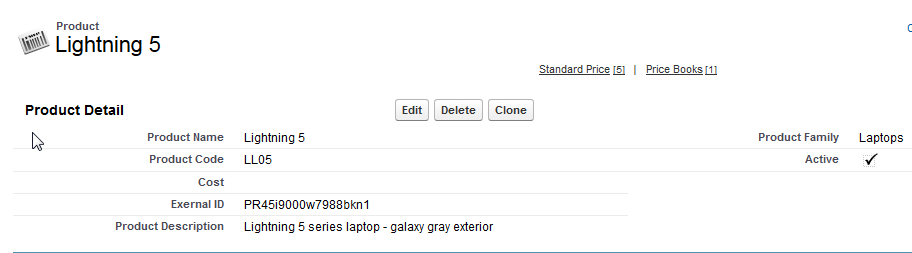 Product
Lightning 5
Standard Price [5] | Price Books [1]
Product Detail
Edit Delete Clone
Product Name Lightning 5 Product Family Laptops
Product Code LL05 Active
Cost
Exernal ID PR45i9000w7988bkn1
Product Description Lightning 5 series laptop - galaxy gray exterior